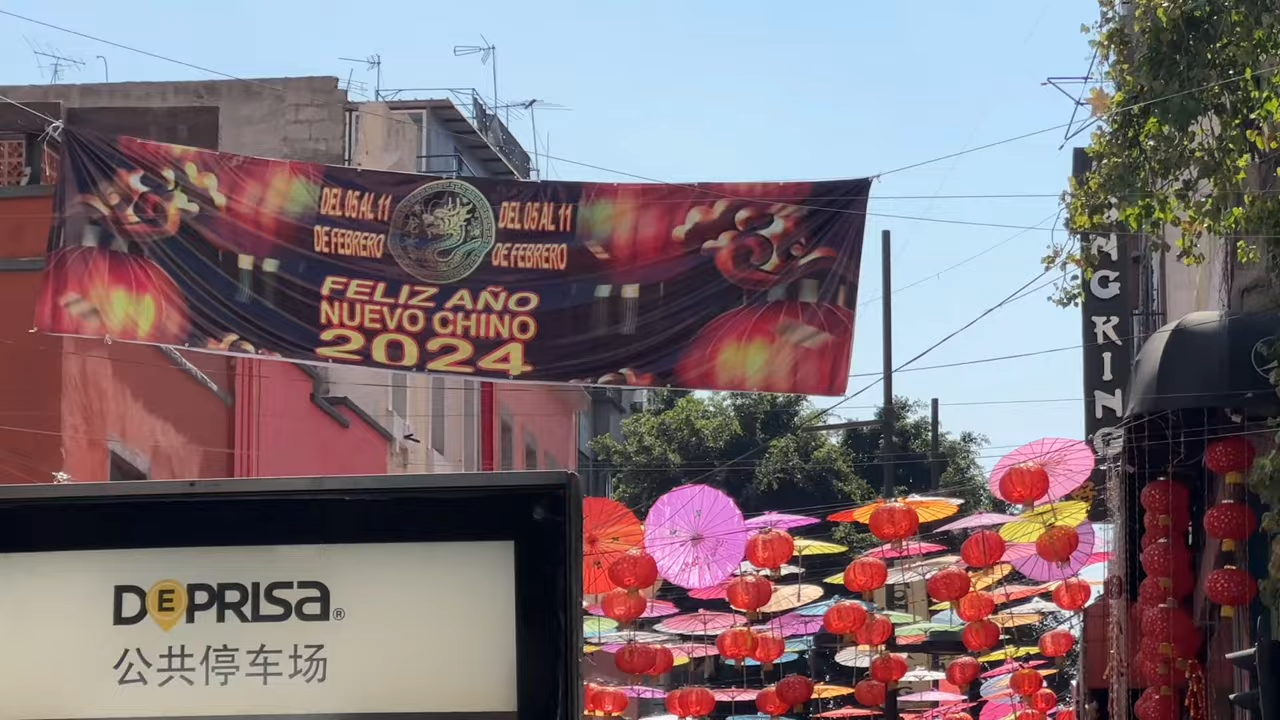 DEL 05 AL 11
DE FEBRERO
DEL 05 AL 11
DE FEBRERO
FELIZ AÑO
NUEVO CHINO
2024
KING
DEPRISA®
公共停车场